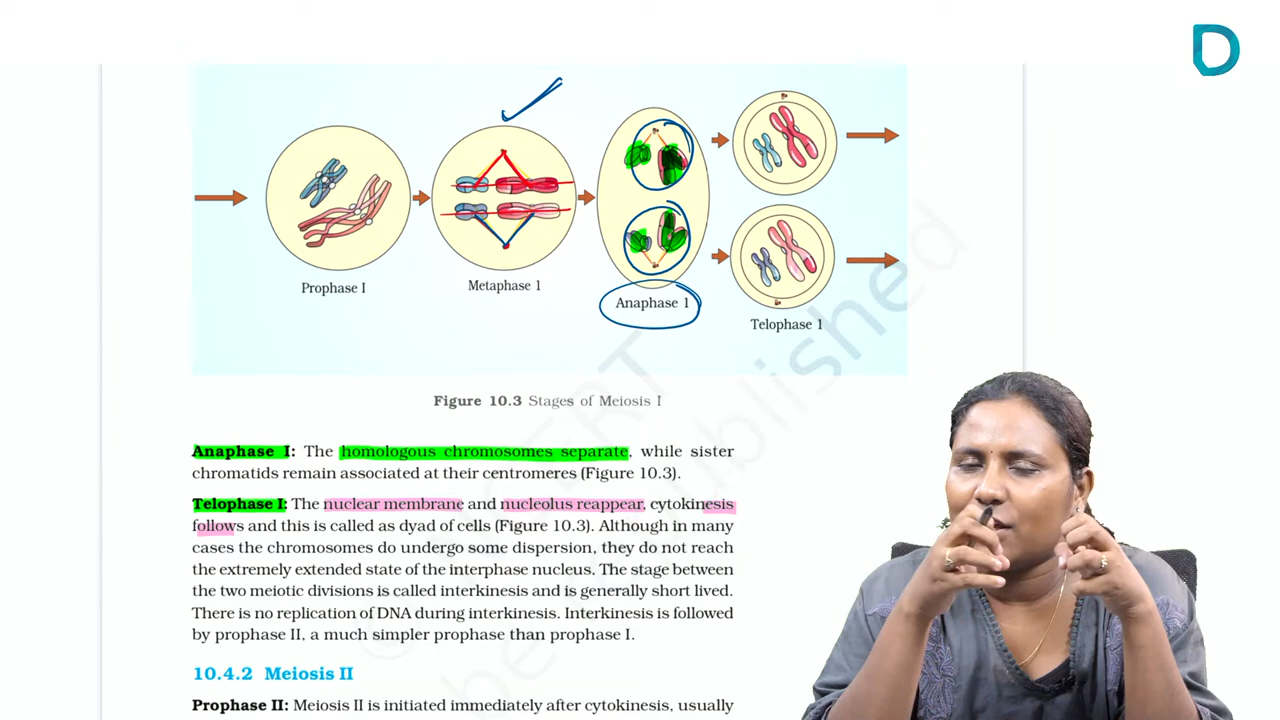 D
Prophase I
Metaphase 1
Anaphase 1
Telophase 1
Figure 10.3 Stages of Meiosis I
Anaphase I: The homologous chromosomes separate, while sister
chromatids remain associated at their centromeres (Figure 10.3).
Telophase I: The nuclear membrane and nucleolus reappear, cytokinesis
follows and this is called as dyad of cells (Figure 10.3). Although in many
cases the chromosomes do undergo some dispersion, they do not reach
the extremely extended state of the interphase nucleus. The stage between
the two meiotic divisions is called interkinesis and is generally short lived.
There is no replication of DNA during interkinesis. Interkinesis is followed
by prophase II, a much simpler prophase than prophase I.
10.4.2 Meiosis II
Prophase II: Meiosis II is initiated immediately after cytokinesis, usually